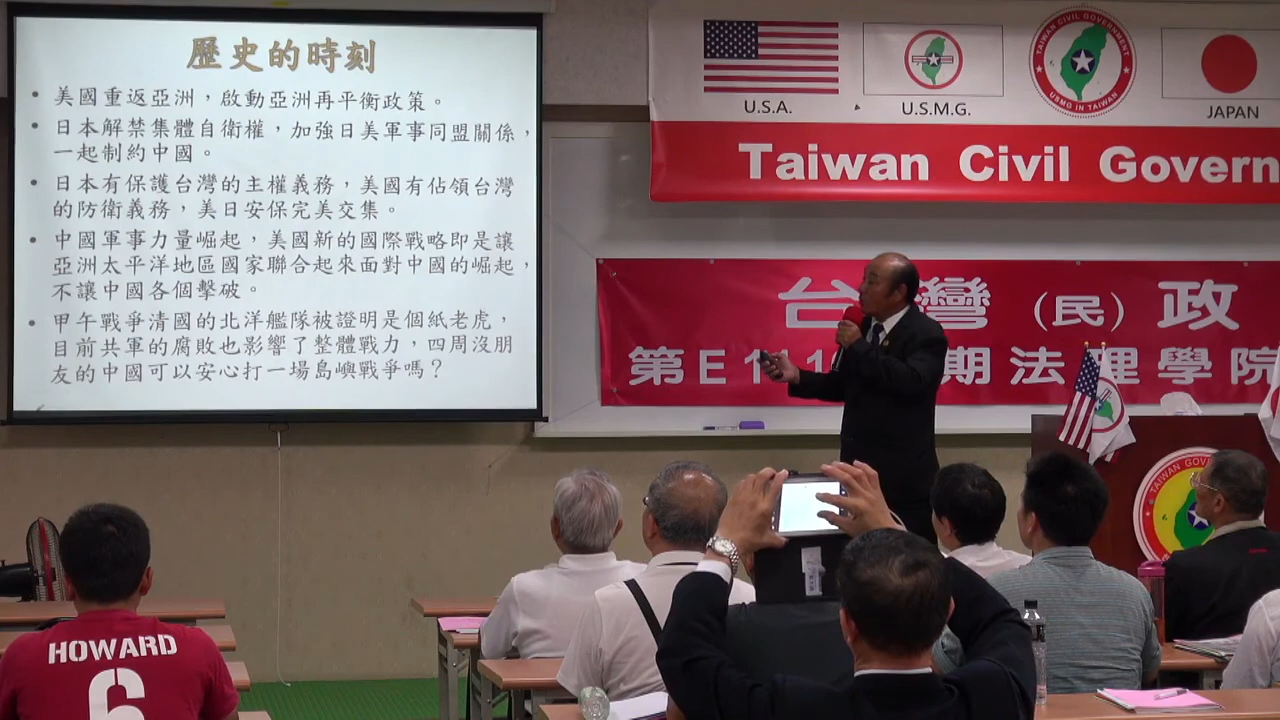 歷史的時刻
• 美國重返亞洲，啟動亞洲再平衡政策。
• 日本解禁集體自衛權，加強日美軍事同盟關係，
一起制約中國。
• 日本有保護台灣的主權義務，美國有佔領台灣
的防衛義務，美日安保完美交集。
• 中國軍事力量崛起，美國新的國際戰略即是讓
亞洲太平洋地區國家聯合起來面對中國的崛起，
不讓中國各個擊破。
• 甲午戰爭清國的北洋艦隊被證明是個紙老虎，
目前共軍的腐敗也影響了整體戰力，四周沒朋
友的中國可以安心打一場島嶼戰爭嗎？
U.S.A.
U.S.M.G.
TAIWAN CIVIL GOVERNMENT
USMG IN TAIWAN
JAPAN
Taiwan Civil Govern
台灣（民）政
第E11 期法理學院
TAIWAN GOVERNMENT
HOWARD
6